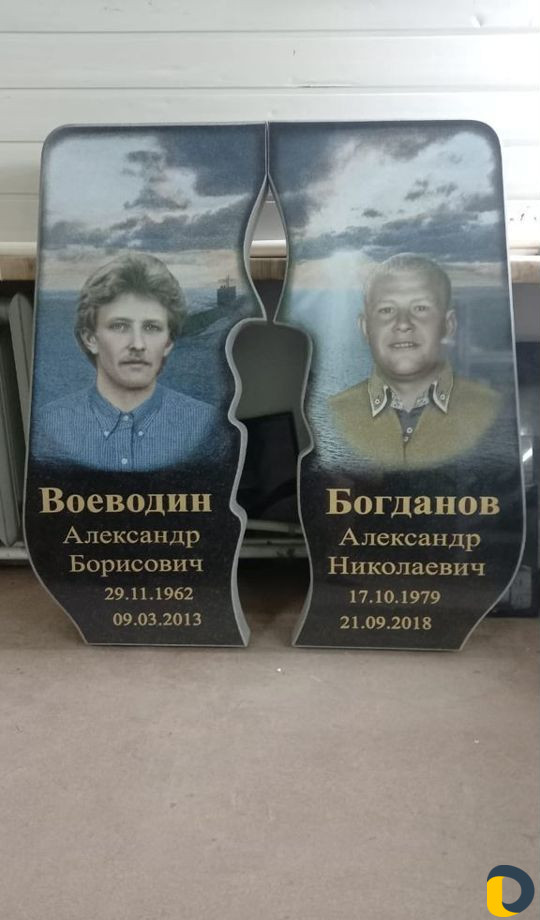 Воеводин
Александр
Борисович
29.11.1962
09.03.2013
Богданов
Александр
Николаевич
17.10.1979
21.09.2018